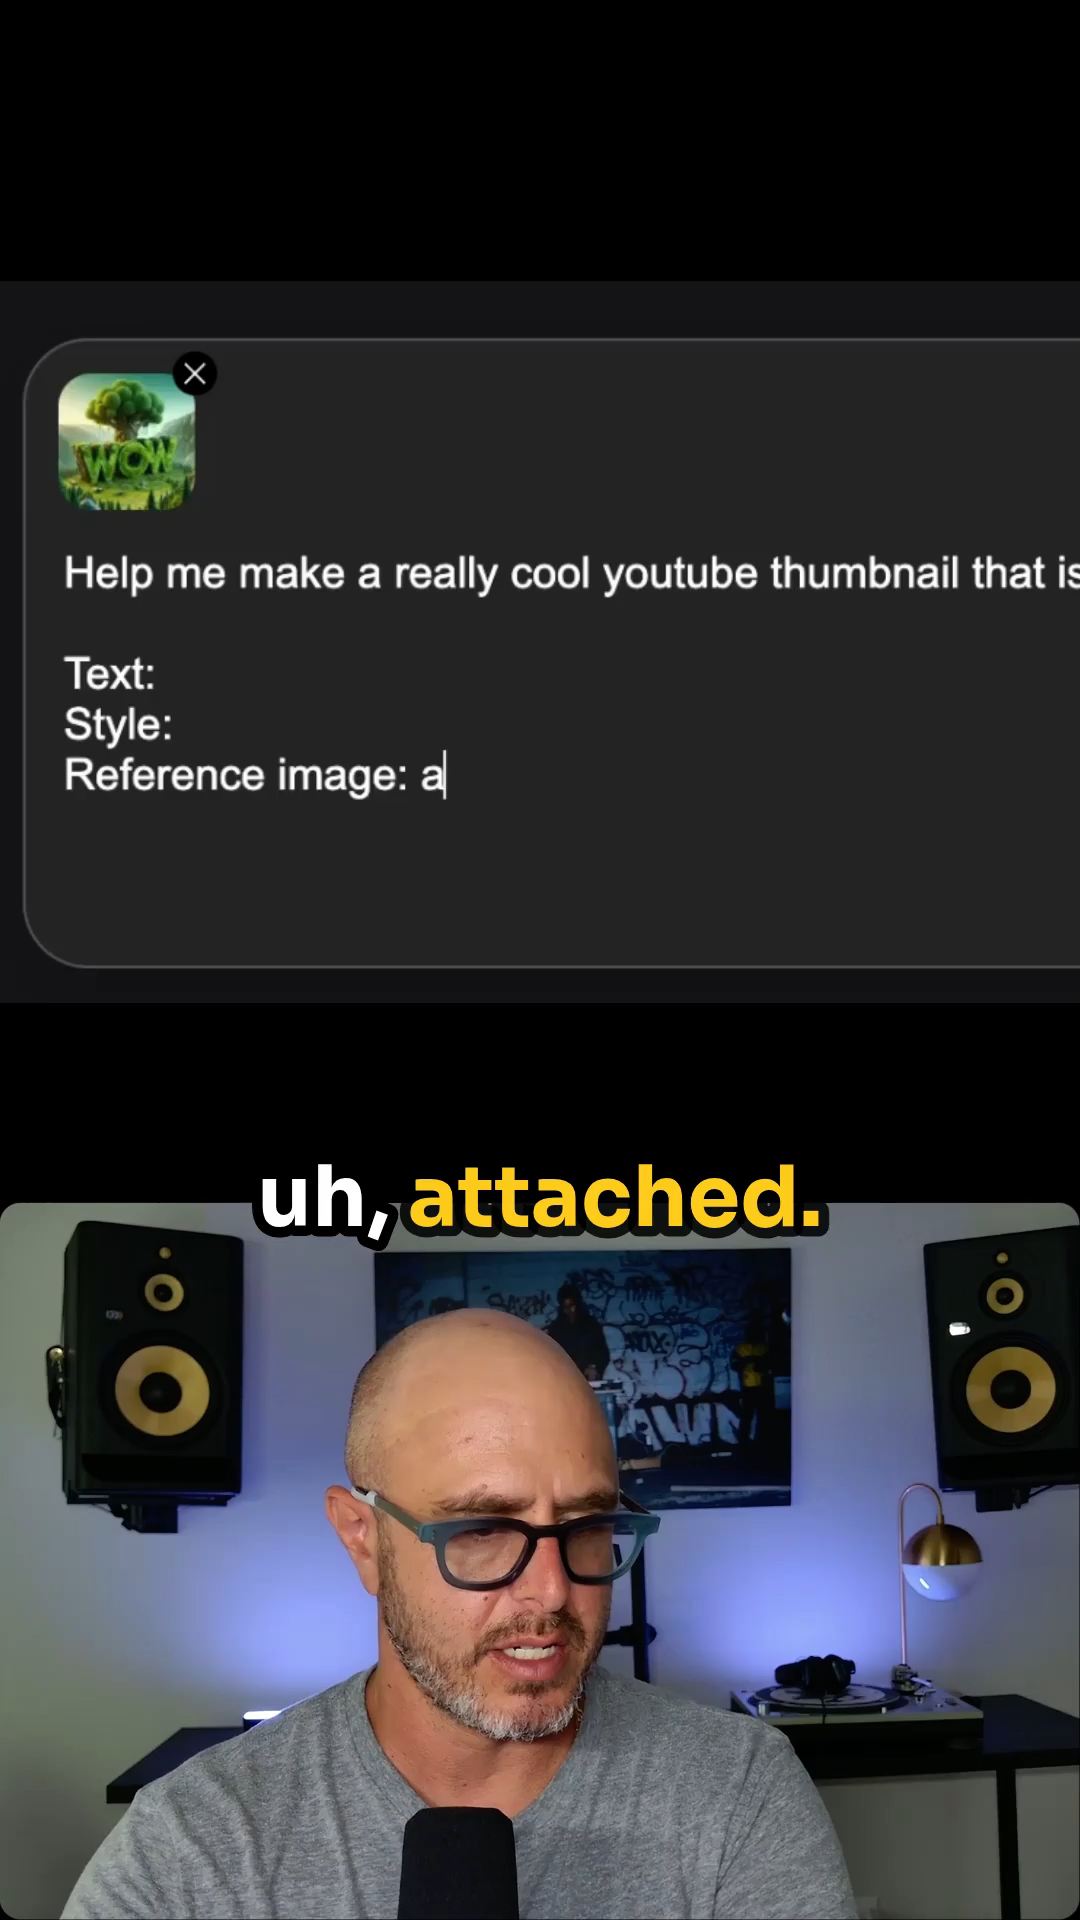 WOW
Help me make a really cool youtube thumbnail that is
Text:
Style:
Reference image: a
uh, attached.